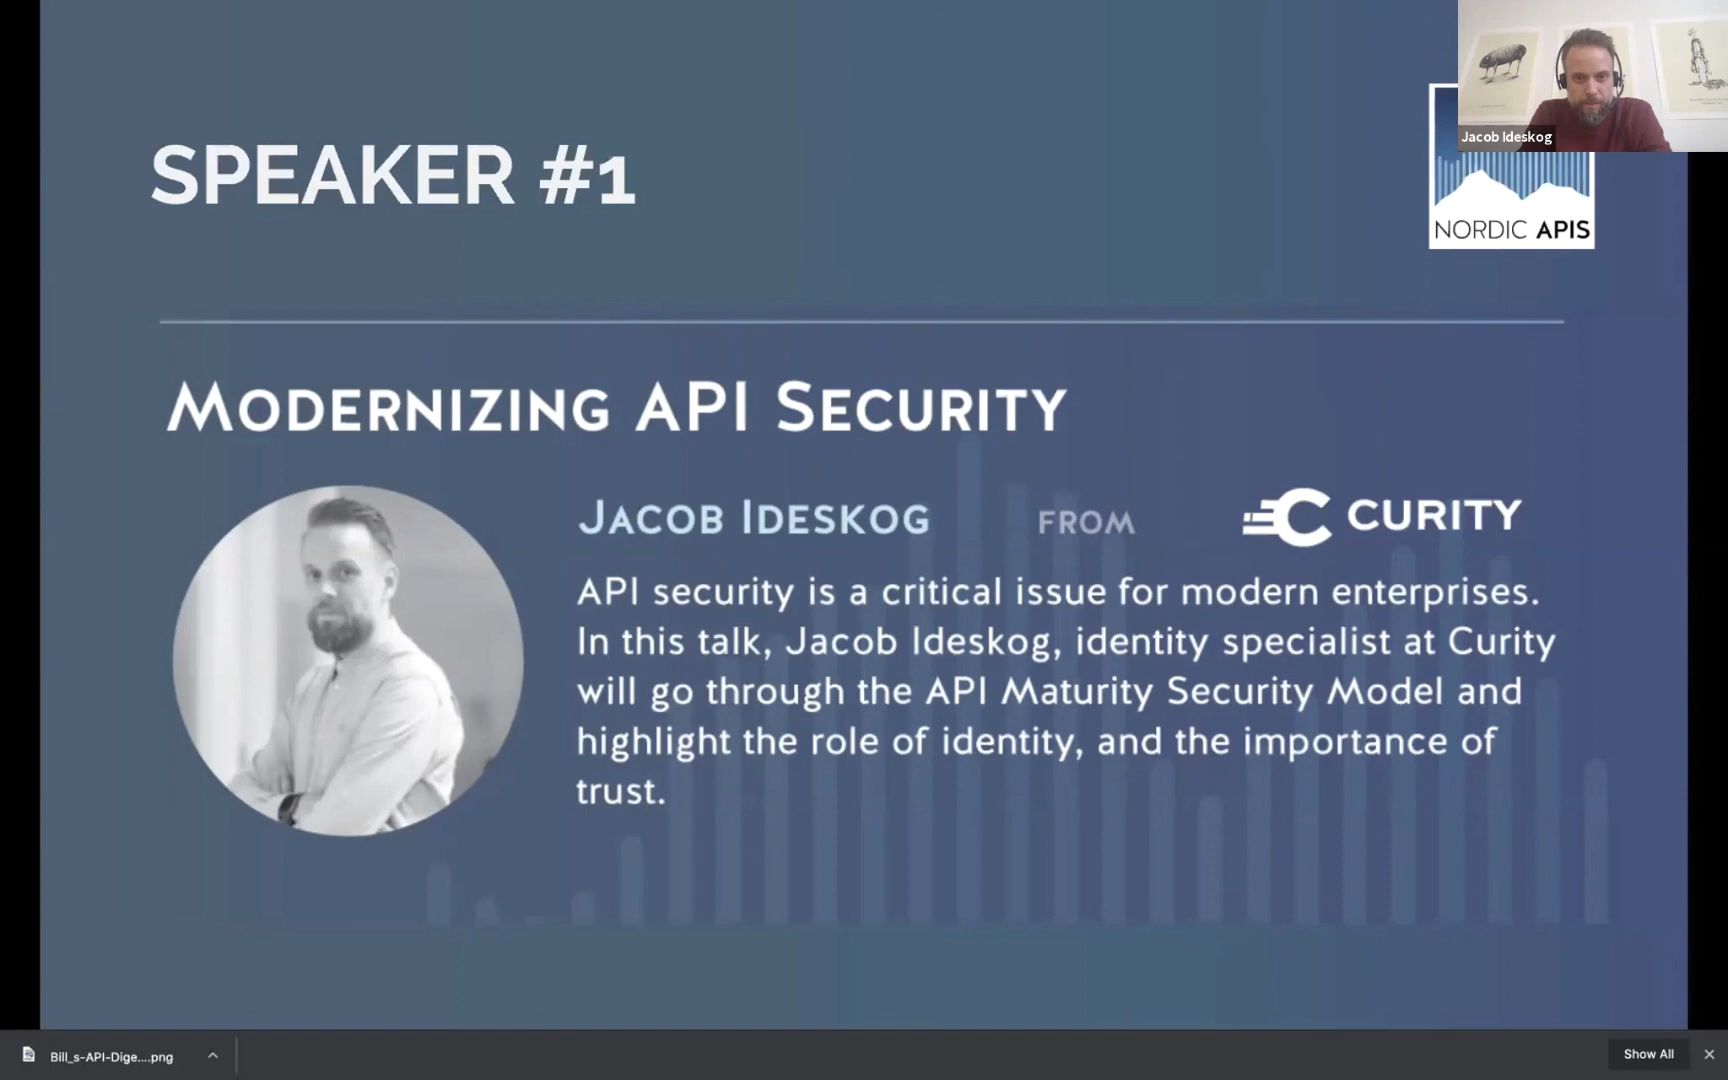 Jacob Ideskog
SPEAKER #1
NORDIC APIS
MODERNIZING API SECURITY
JACOB IDESKOG FROM CURITY
API security is a critical issue for modern enterprises.
In this talk, Jacob Ideskog, identity specialist at Curity
will go through the API Maturity Security Model and
highlight the role of identity, and the importance of
trust.
Bill_s-API-Dige....png
Show All